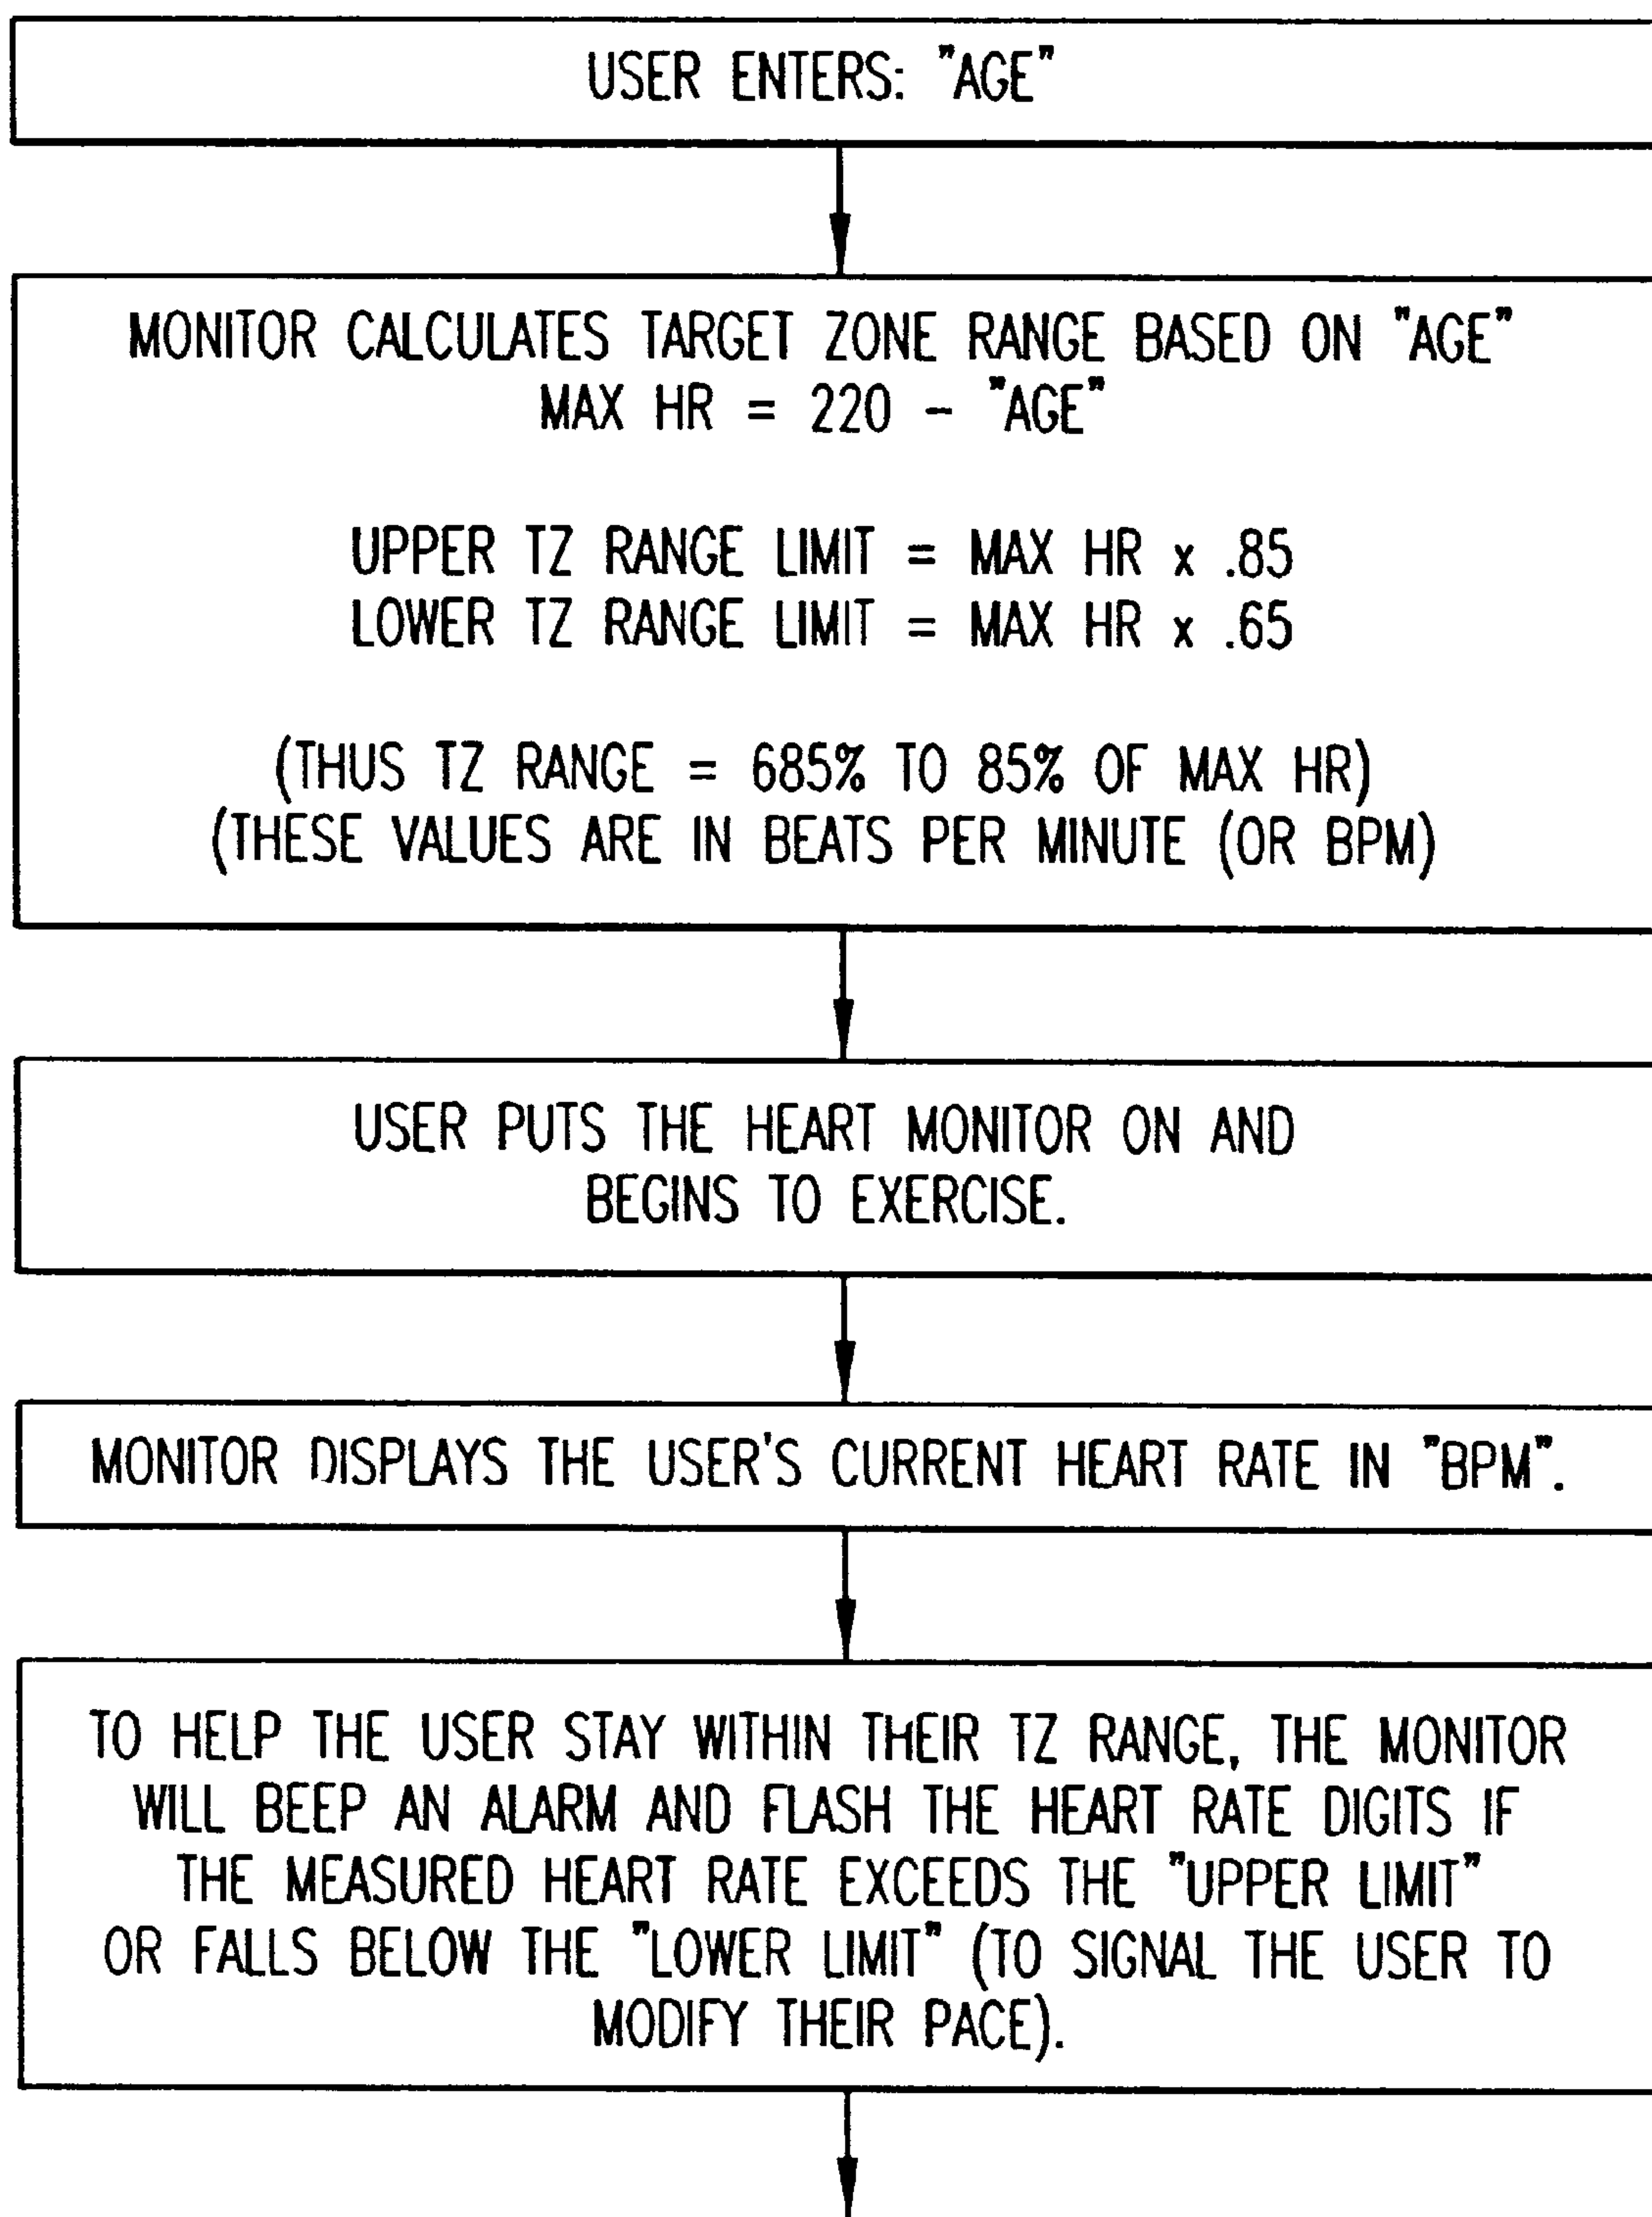 USER ENTERS: "AGE"
MONITOR CALCULATES TARGET ZONE RANGE BASED ON "AGE"
MAX HR = 220 - "AGE"
UPPER TZ RANGE LIMIT = MAX HR x .85
LOWER TZ RANGE LIMIT = MAX HR x .65
(THUS TZ RANGE = 685% TO 85% OF MAX HR)
(THESE VALUES ARE IN BEATS PER MINUTE (OR BPM)
USER PUTS THE HEART MONITOR ON AND
BEGINS TO EXERCISE.
MONITOR DISPLAYS THE USER'S CURRENT HEART RATE IN "BPM".
TO HELP THE USER STAY WITHIN THEIR TZ RANGE, THE MONITOR
WILL BEEP AN ALARM AND FLASH THE HEART RATE DIGITS IF
THE MEASURED HEART RATE EXCEEDS THE "UPPER LIMIT"
OR FALLS BELOW THE "LOWER LIMIT" (TO SIGNAL THE USER TO
MODIFY THEIR PACE).